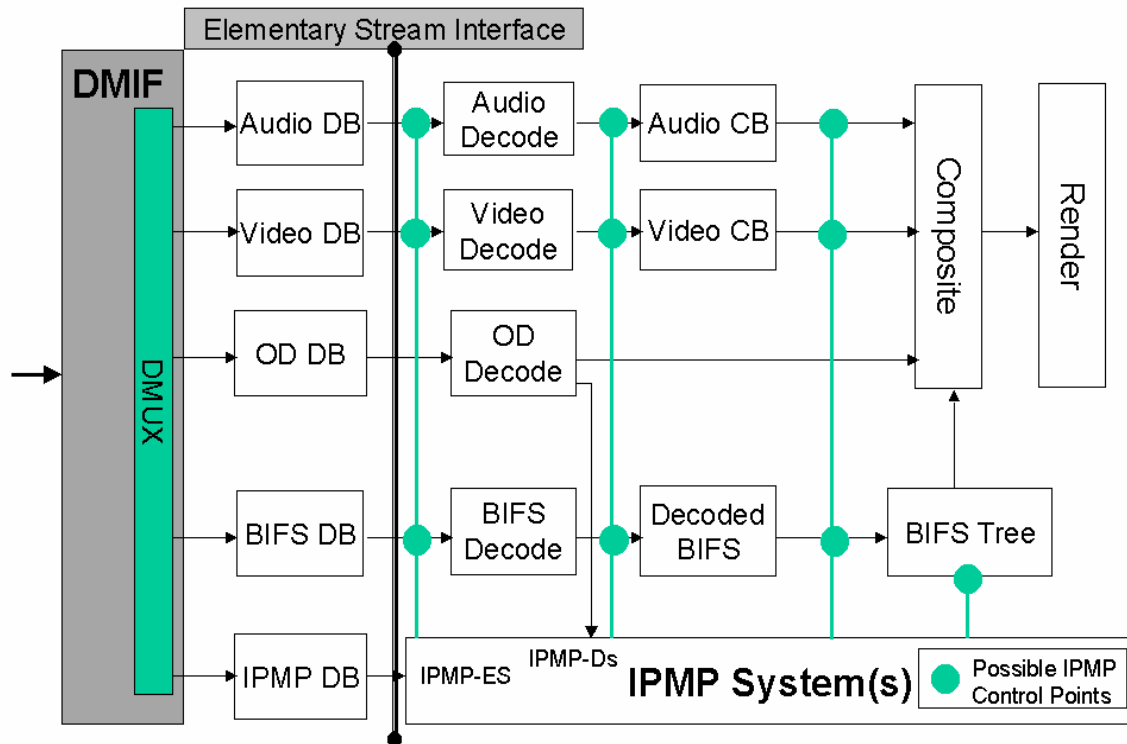 Elementary Stream Interface
DMIF
DMUX
Audio DB
Audio
Decode
Audio CB
Video DB
Video
Decode
Video CB
OD DB
OD
Decode
BIFS DB
BIFS
Decode
Decoded
BIFS
BIFS Tree
Composite
Render
IPMP DB
IPMP-ES
IPMP-Ds
IPMP System(s)
Possible IPMP
Control Points